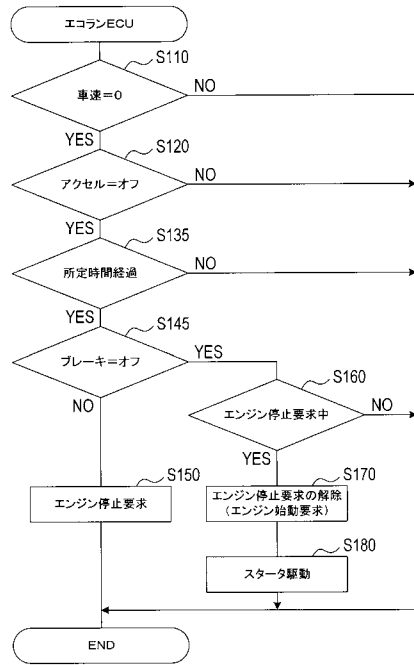 エコランECU
S110
車速=0
NO
YES
S120
アクセル=オフ
NO
YES
S135
所定時間経過
NO
YES
S145
ブレーキ=オフ
YES
NO
S160
エンジン停止要求中
NO
YES
S150
エンジン停止要求
S170
エンジン停止要求の解除
(エンジン始動要求)
S180
スタータ駆動
END